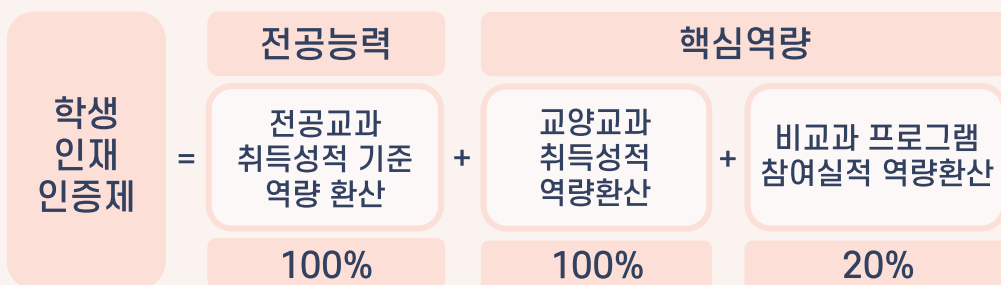 전공능력
핵심역량
학생
인재
인증제
=
전공교과
취득성적 기준
역량 환산
+
교양교과
취득성적
역량환산
+
비교과 프로그램
참여실적 역량환산
100%
100%
20%